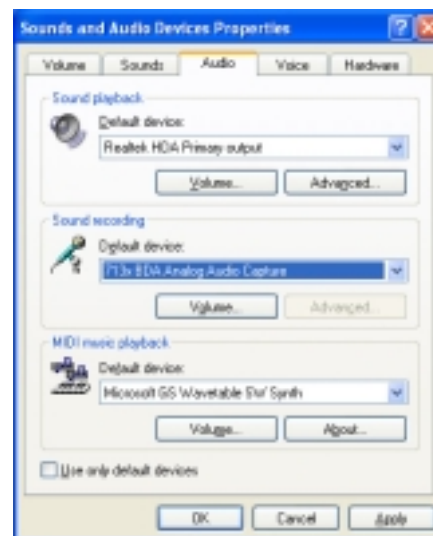 Sounds and Audio Devices Properties
Volume Sounds Audio Voice Hardware
Sound playback
Default device:
Realtek HDA Primary output
Volume... Advanced...
Sound recording
Default device:
713x BDA Analog Audio Capture
Volume... Advanced...
MIDI music playback
Default device:
Microsoft GS Wavetable SW Synth
Volume... About...
Use only default devices
OK Cancel Apply